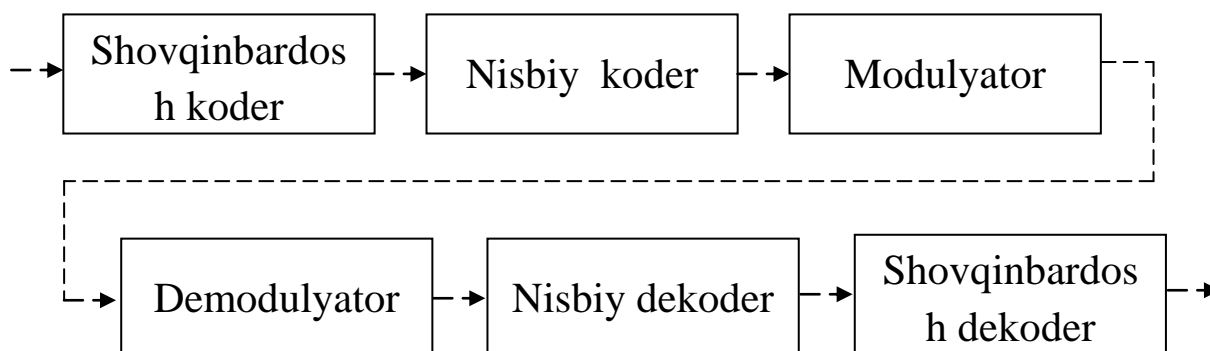 Shovqinbardos
h koder
Nisbiy koder
Modulyator
Demodulyator
Nisbiy dekoder
Shovqinbardos
h dekoder